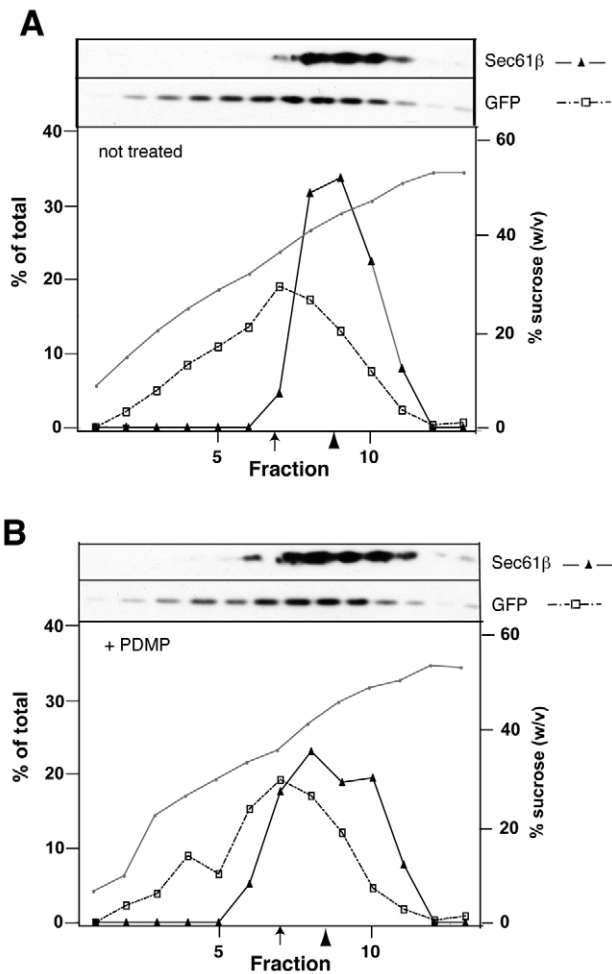 A
Sec61β
GFP
40
30
20
10
0
% of total
not treated
60
40
20
0
% sucrose (w/v)
5
10
Fraction
B
Sec61β
GFP
40
30
20
10
0
% of total
+ PDMP
60
40
20
0
% sucrose (w/v)
5
10
Fraction